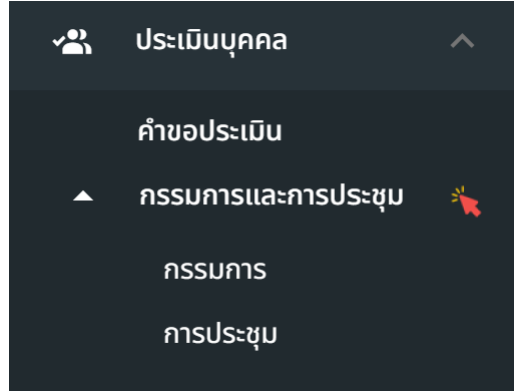 ประเมินบุคคล
คำขอประเมิน
กรรมการและการประชุม
กรรมการ
การประชุม